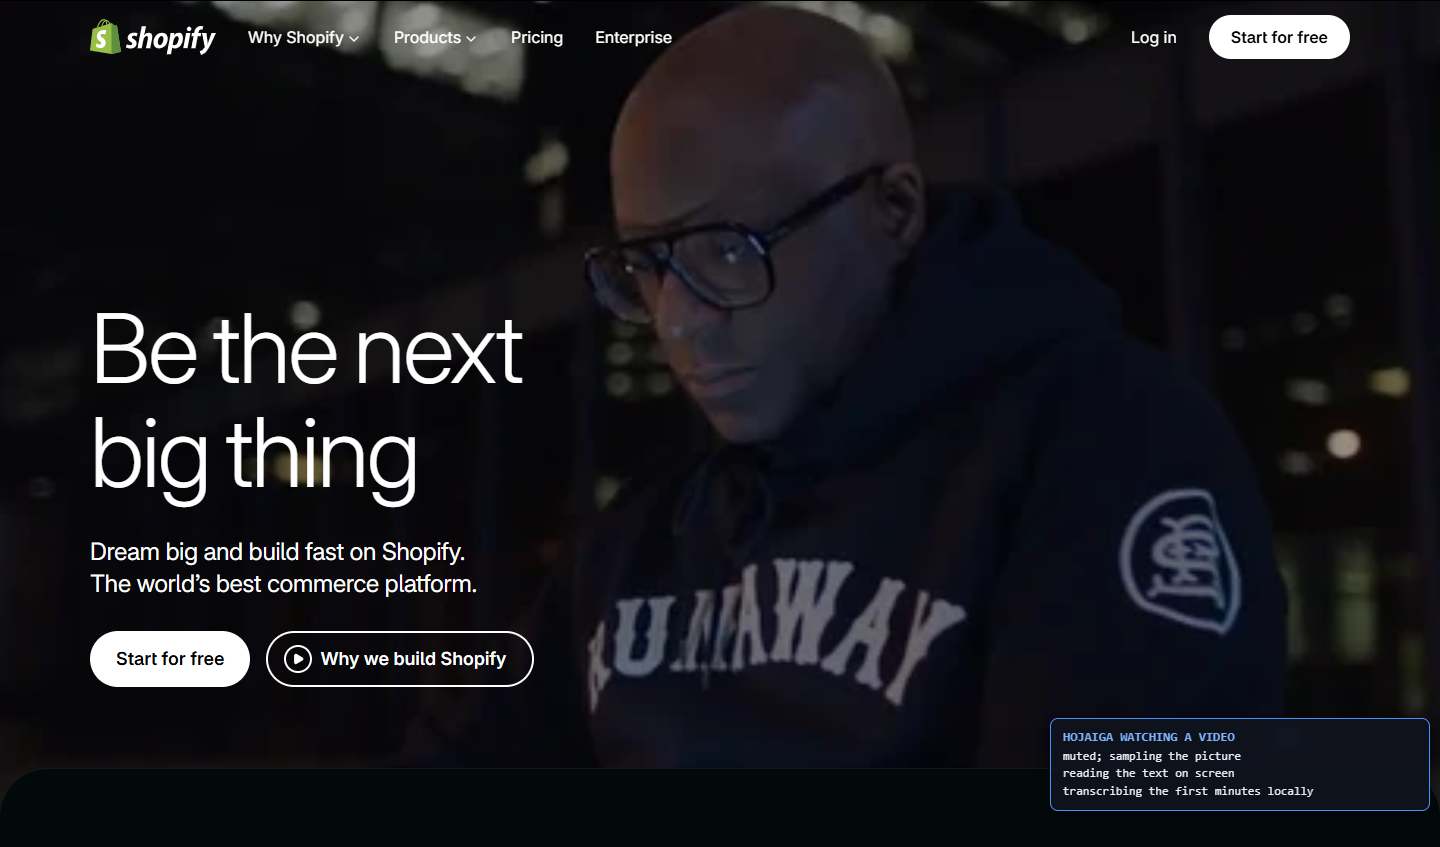 shopify
Why Shopify
Products
Pricing
Enterprise
Log in
Start for free
Be the next
big thing
Dream big and build fast on Shopify.
The world’s best commerce platform.
Start for free
Why we build Shopify
RUNAWAY
HOJAIGA WATCHING A VIDEO
muted; sampling the picture
reading the text on screen
transcribing the first minutes locally